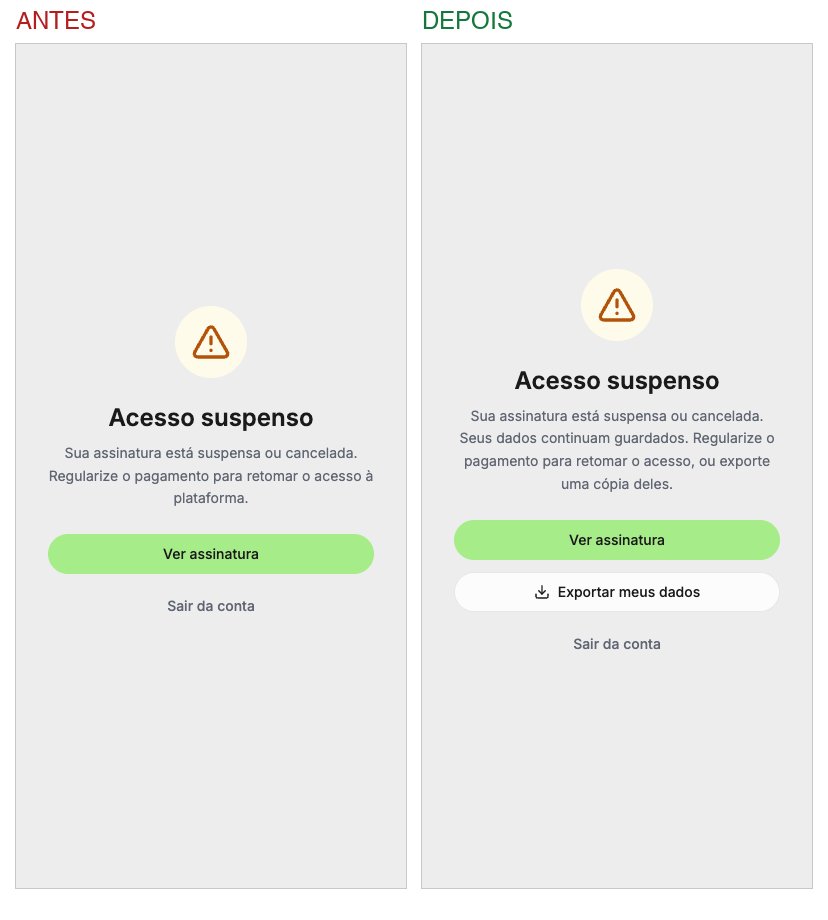 ANTES
Acesso suspenso
Sua assinatura está suspensa ou cancelada.
Regularize o pagamento para retomar o acesso à
plataforma.
Ver assinatura
Sair da conta
DEPOIS
Acesso suspenso
Sua assinatura está suspensa ou cancelada.
Seus dados continuam guardados. Regularize o
pagamento para retomar o acesso, ou exporte
uma cópia deles.
Ver assinatura
Exportar meus dados
Sair da conta